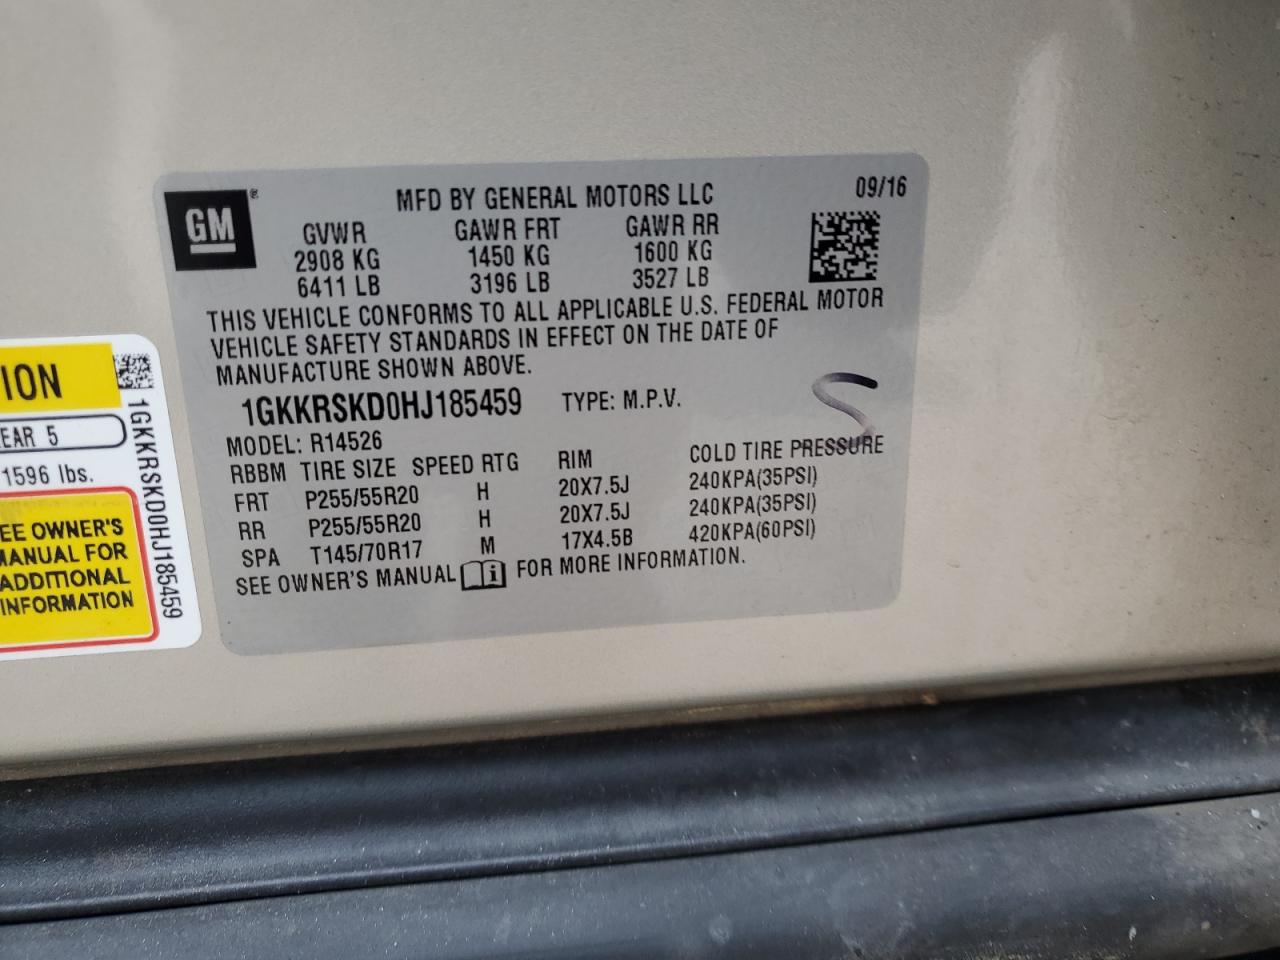 GM ®
MFD BY GENERAL MOTORS LLC 09/16
GVWR GAWR FRT GAWR RR
2908 KG 1450 KG 1600 KG
6411 LB 3196 LB 3527 LB
THIS VEHICLE CONFORMS TO ALL APPLICABLE U.S. FEDERAL MOTOR
VEHICLE SAFETY STANDARDS IN EFFECT ON THE DATE OF
MANUFACTURE SHOWN ABOVE.
1GKKRSKD0HJ185459 TYPE: M.P.V.
MODEL: R14526
RBBM TIRE SIZE SPEED RTG RIM COLD TIRE PRESSURE
FRT P255/55R20 H 20X7.5J 240KPA(35PSI)
RR P255/55R20 H 20X7.5J 240KPA(35PSI)
SPA T145/70R17 M 17X4.5B 420KPA(60PSI)
SEE OWNER'S MANUAL i FOR MORE INFORMATION.
ION
EAR 5
1596 lbs.
EE OWNER'S
MANUAL FOR
ADDITIONAL
INFORMATION
1GKKRSKD0HJ185459